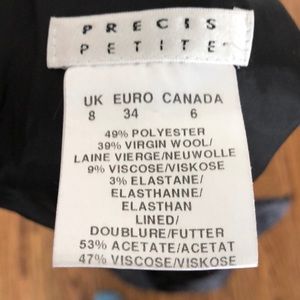 PRECIS
PETITE
UK EURO CANADA
8 34 6
49% POLYESTER
39% VIRGIN WOOL/
LAINE VIERGE/NEUWOLLE
9% VISCOSE/VISKOSE
3% ELASTANE/
ELASTHANNE/
ELASTHAN
LINED/
DOUBLURE/FUTTER
53% ACETATE/ACETAT
47% VISCOSE/VISKOSE